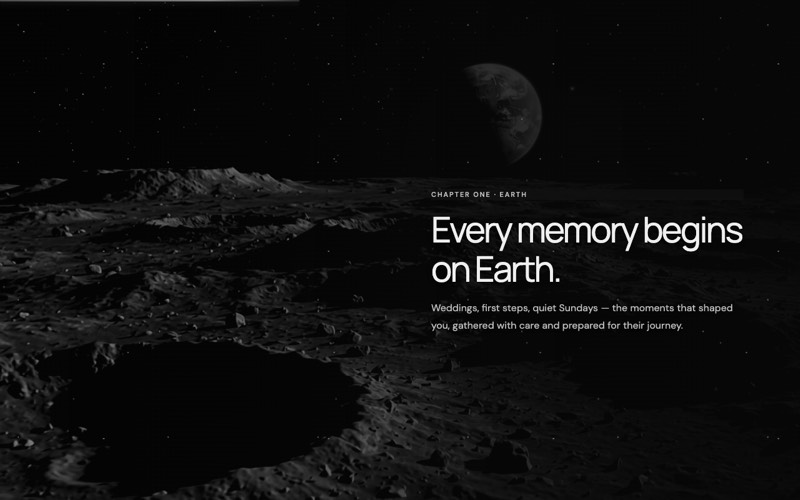 CHAPTER ONE · EARTH
Every memory begins
on Earth.
Weddings, first steps, quiet Sundays — the moments that shaped
you, gathered with care and prepared for their journey.